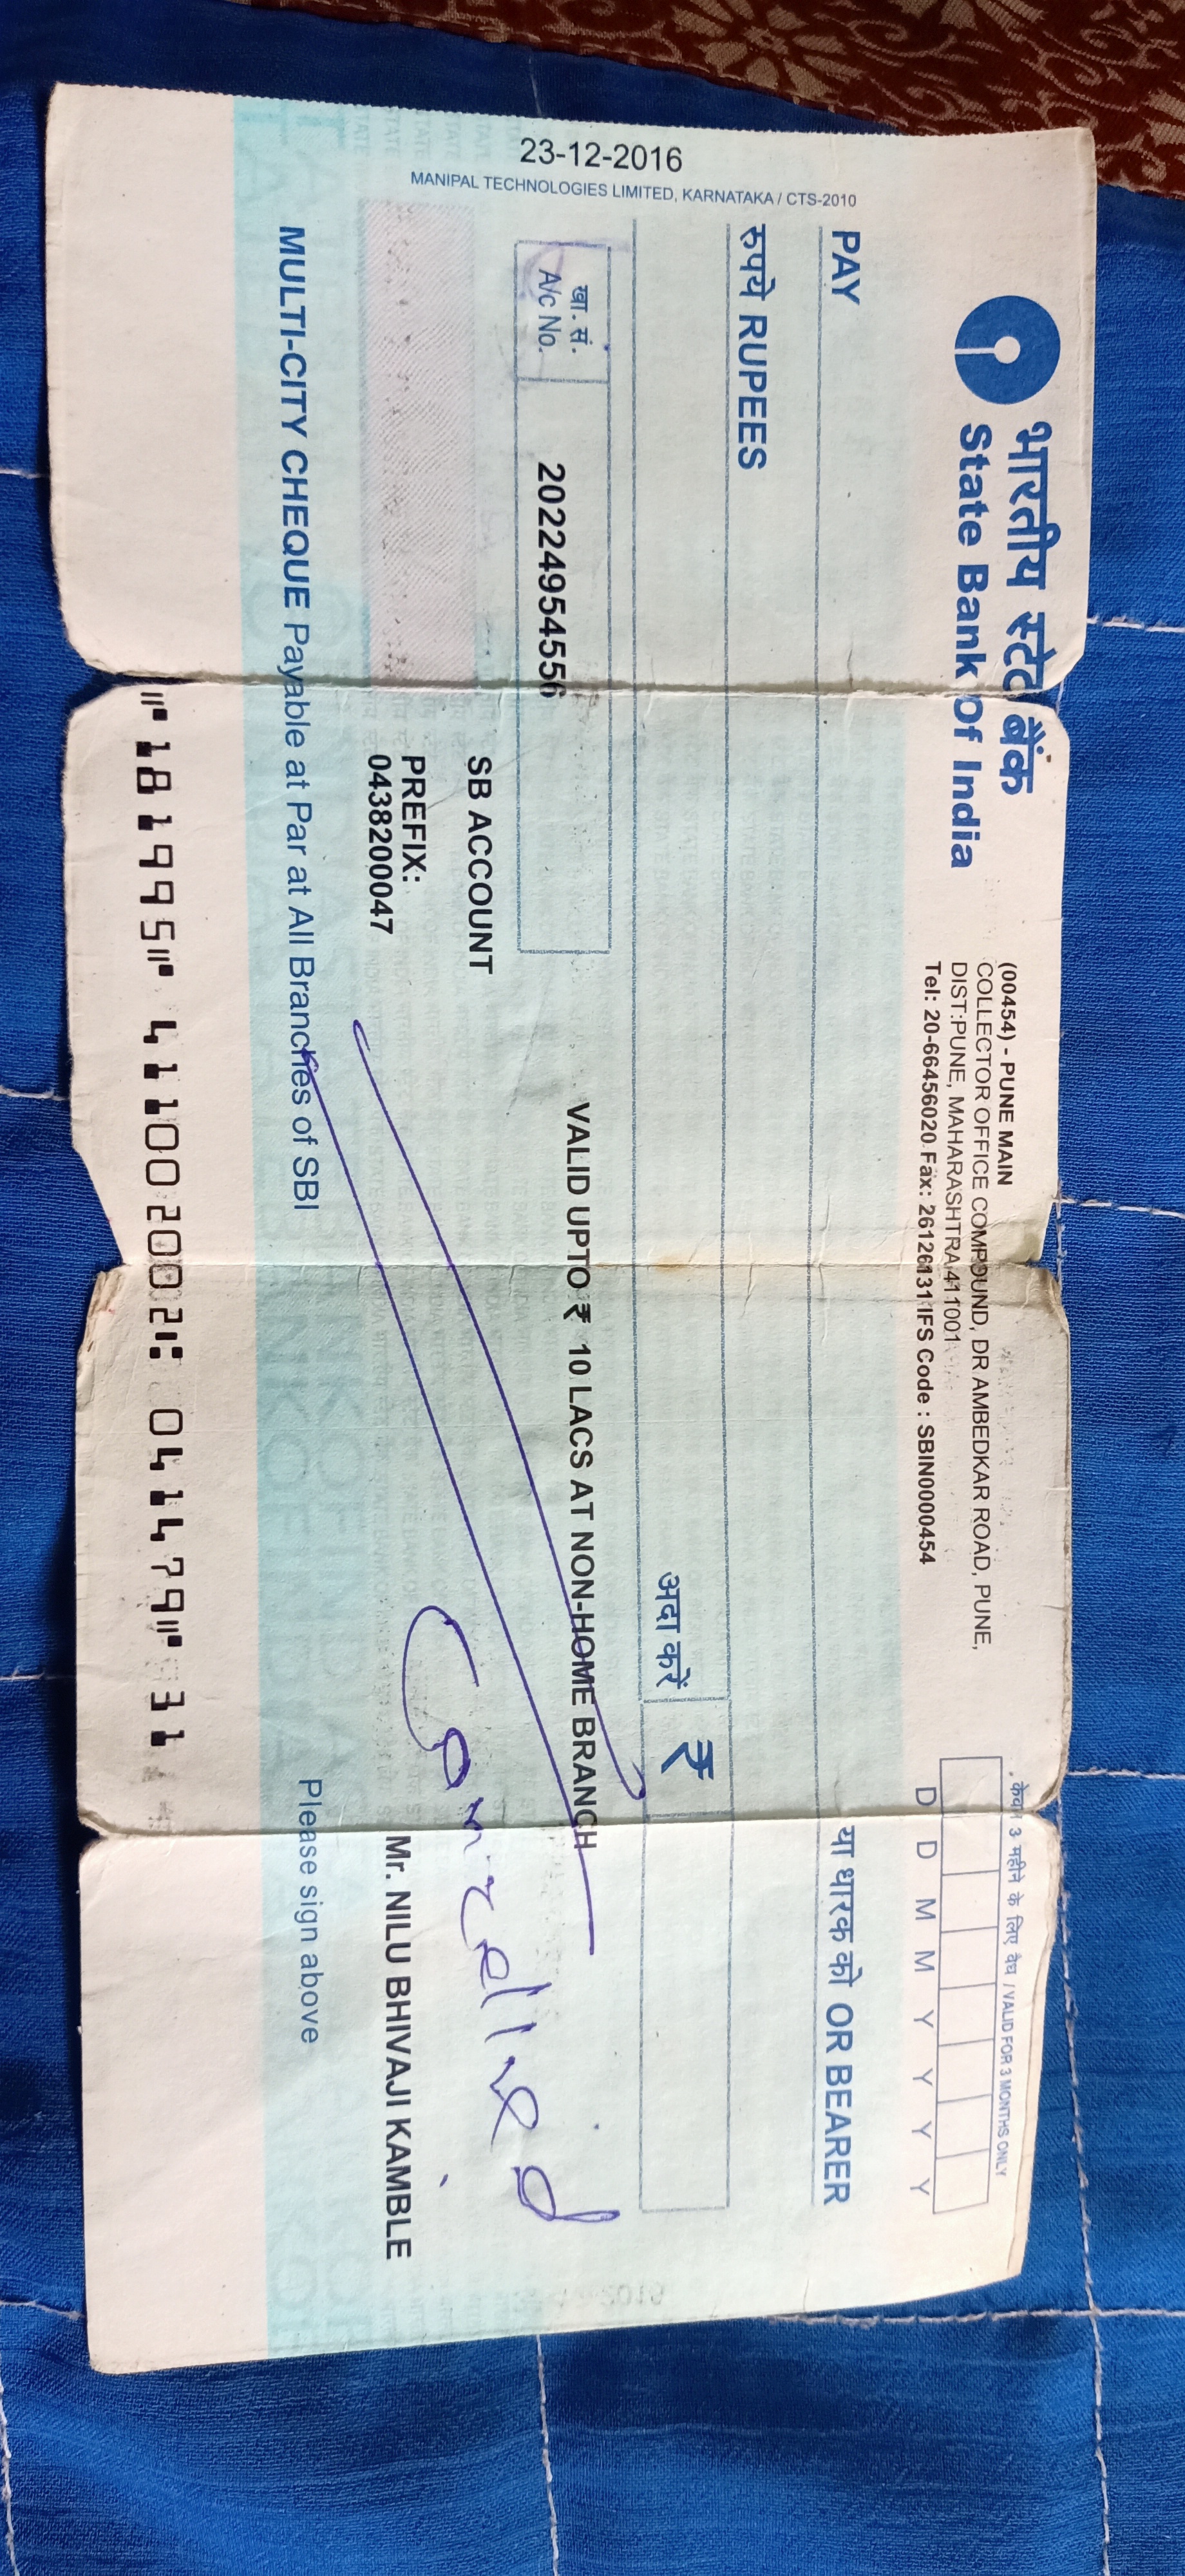 भारतीय स्टेट बैंक
State Bank of India
(00454) - PUNE MAIN
COLLECTOR OFFICE COMPOUND, DR AMBEDKAR ROAD, PUNE,
DIST:PUNE, MAHARASHTRA 411001
Tel: 20-66456020 Fax: 26126131 IFS Code : SBIN0000454
3 महीने के लिए वैध / VALID FOR 3 MONTHS ONLY
D D M M Y Y Y Y
PAY
या धारक को OR BEARER
रुपये RUPEES
अदा करें ₹
खा. सं.
A/c No.
20224954556
VALID UPTO ₹ 10 LACS AT NON-HOME BRANCH
SB ACCOUNT
PREFIX:
043820004 7
Cancelled
Mr. NILU BHIVAJI KAMBLE
MULTI-CITY CHEQUE Payable at Par at All Branches of SBI
Please sign above
⑈181995⑈ 411002002⑆ 041479⑈ 31
23-12-2016
MANIPAL TECHNOLOGIES LIMITED, KARNATAKA / CTS-2010